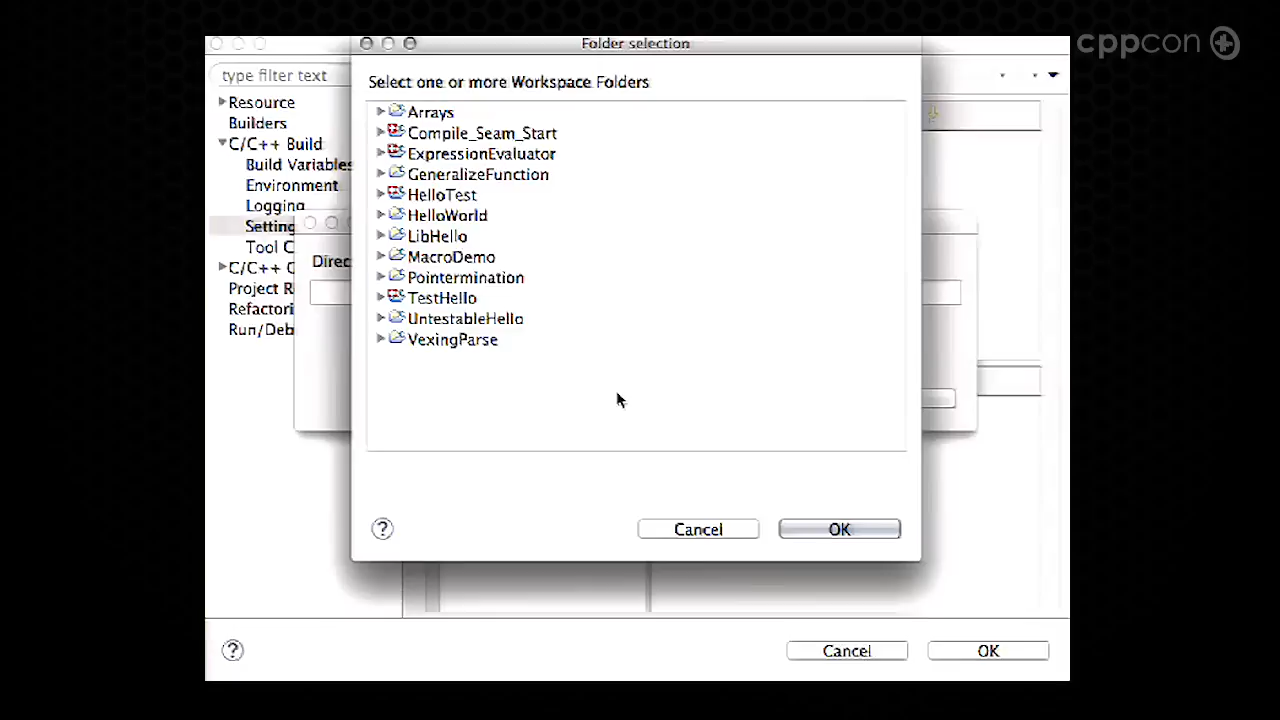 cppcon
Folder selection
type filter text
Select one or more Workspace Folders
Resource
Builders
C/C++ Build
Build Variables
Environment
Logging
Tool C
C/C++ C
Project R
Run/Deb
Direc
Arrays
Compile_Seam_Start
ExpressionEvaluator
GeneralizeFunction
HelloTest
HelloWorld
LibHello
MacroDemo
Pointermination
TestHello
UntestableHello
VexingParse
?
Cancel
OK
?
Cancel
OK